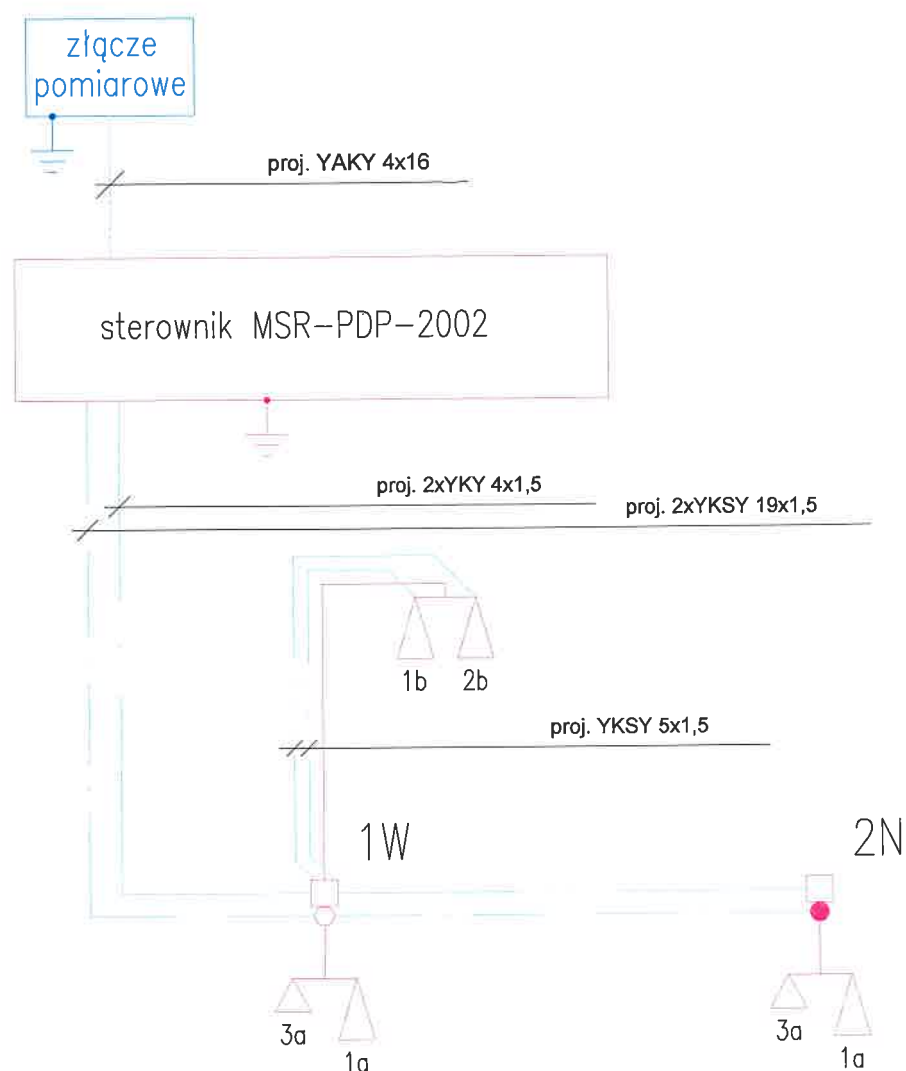 złącze
pomiarowe
proj. YAKY 4x16
sterownik MSR-PDP-2002
proj. 2xYKY 4x1,5
proj. 2xYKSY 19x1,5
1b 2b
proj. YKSY 5x1,5
1W
2N
3a
1a
3a
1a